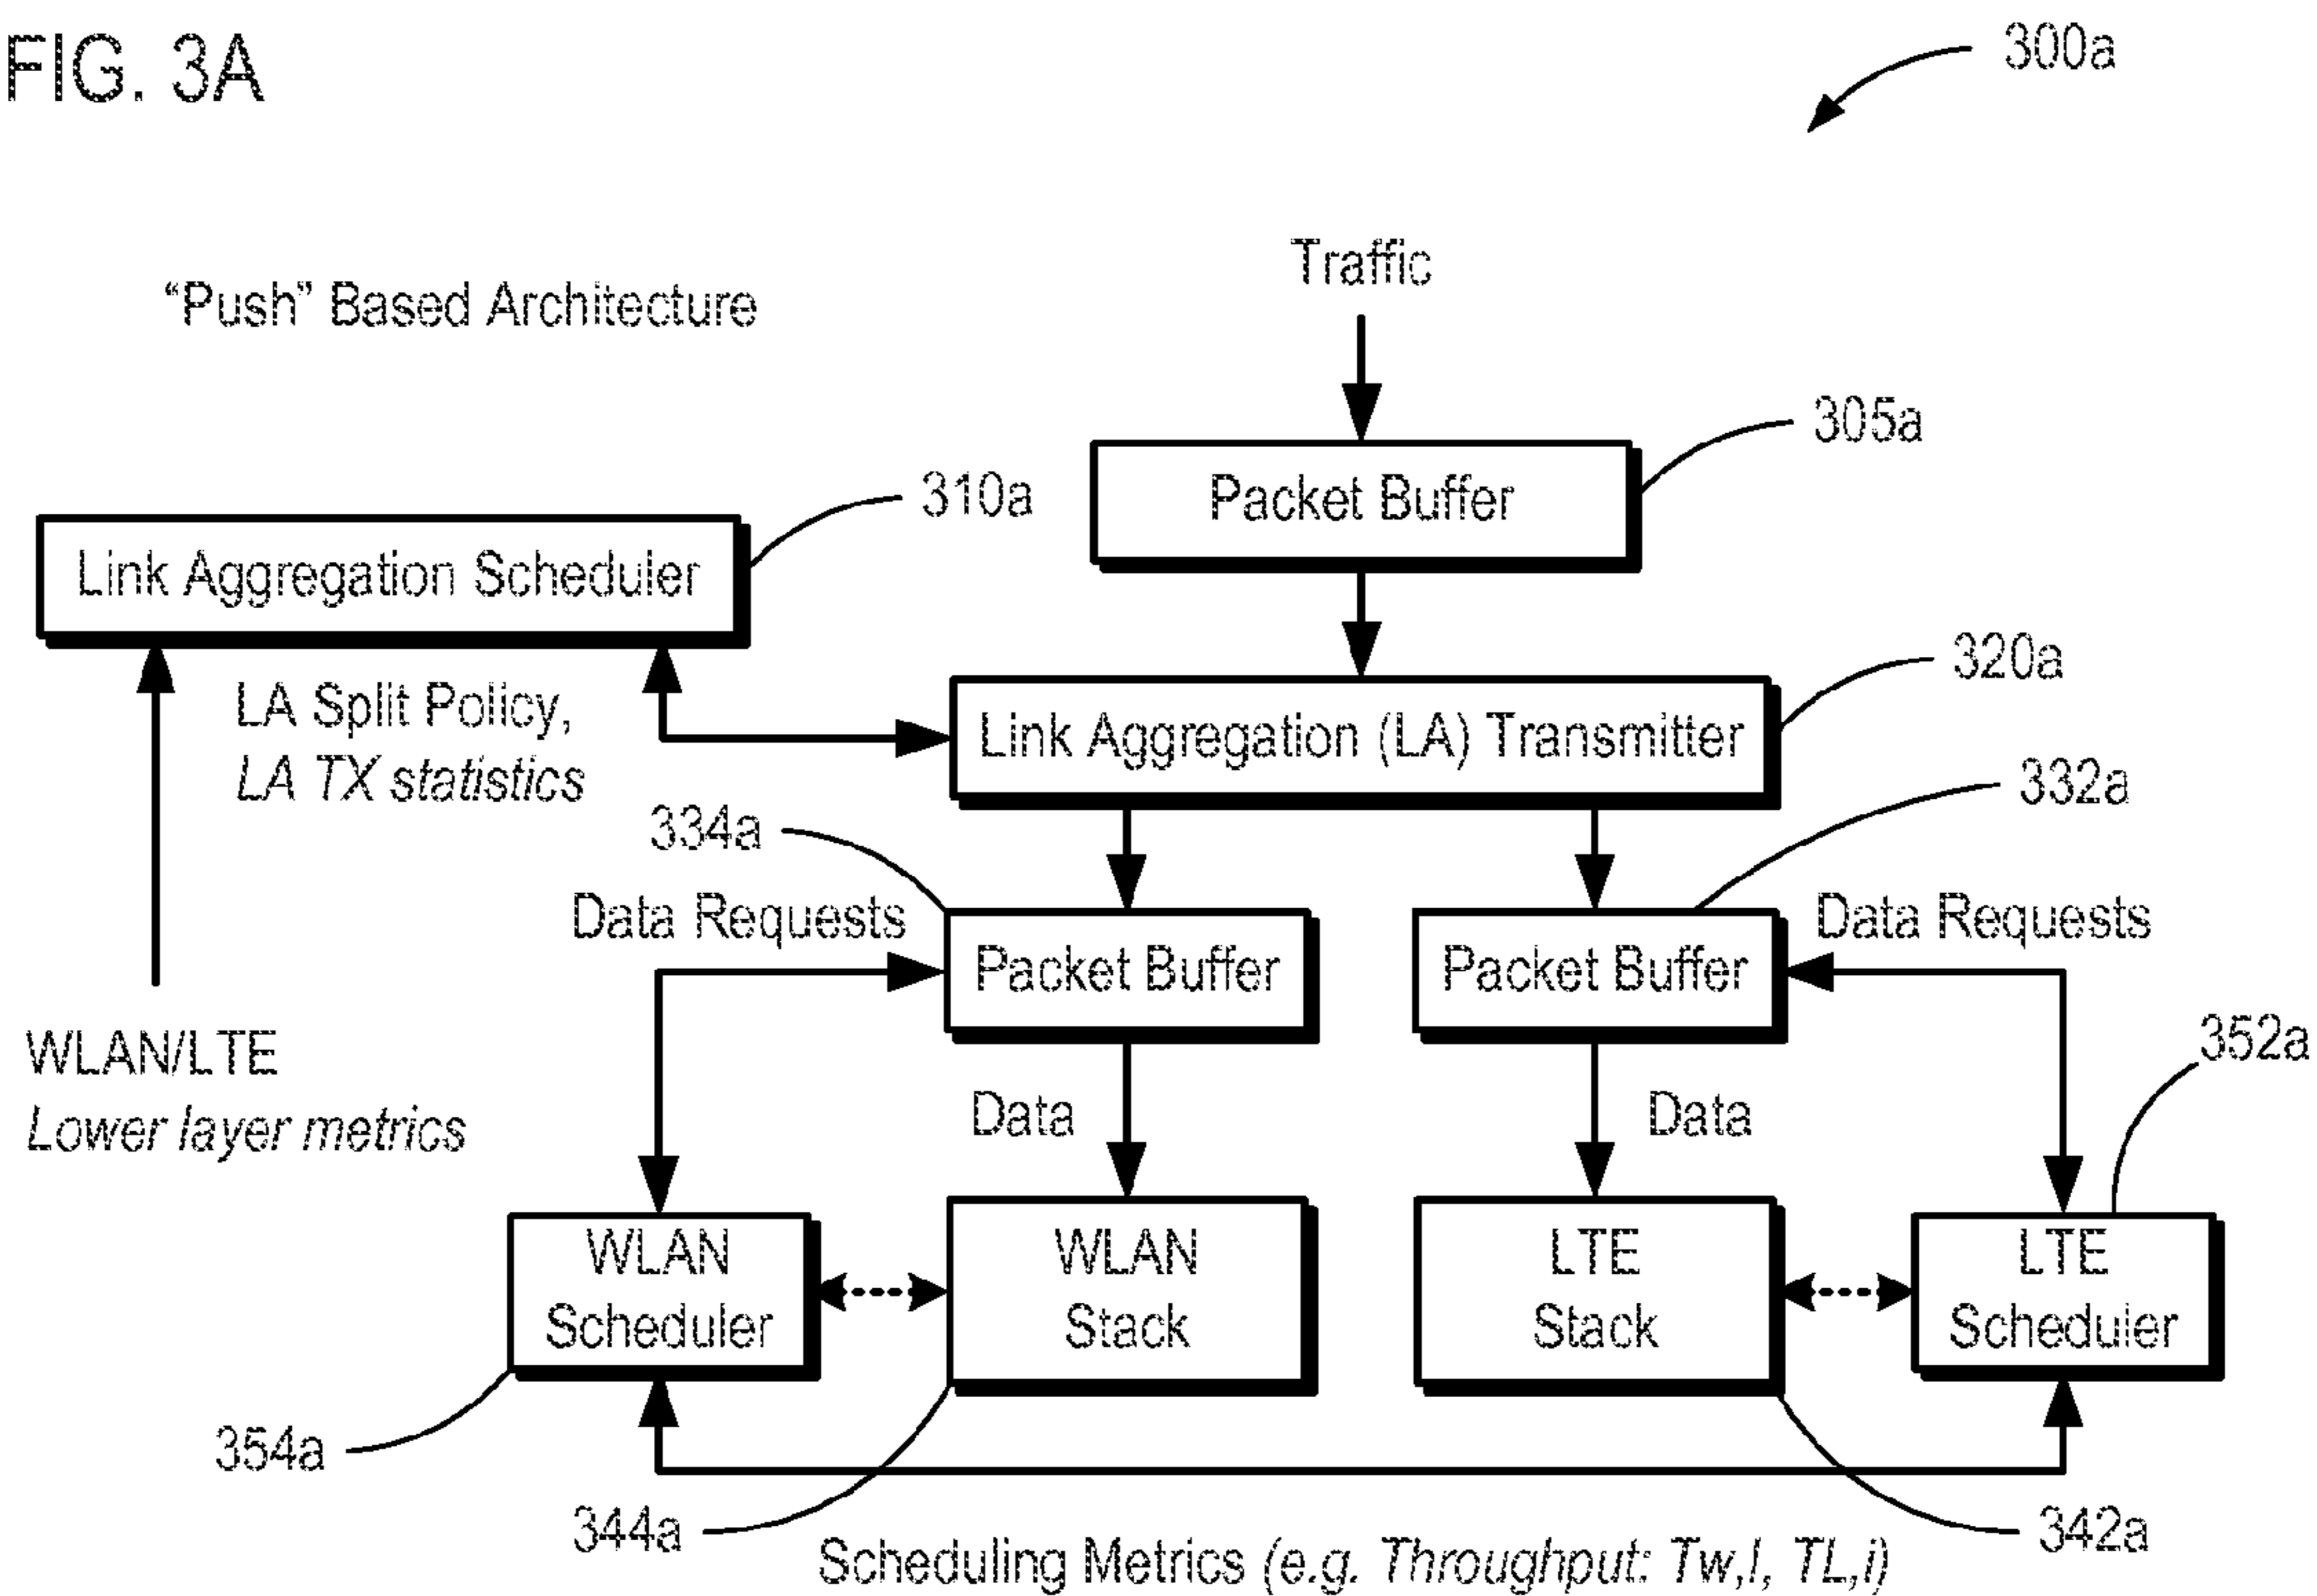 FIG. 3A
300a
"Push" Based Architecture
Traffic
305a
Packet Buffer
310a
Link Aggregation Scheduler
320a
LA Split Policy,
LA TX statistics
Link Aggregation (LA) Transmitter
332a
334a
Data Requests
Data Requests
Packet Buffer
Packet Buffer
352a
WLAN/LTE
Lower layer metrics
Data
Data
WLAN
Scheduler
WLAN
Stack
LTE
Stack
LTE
Scheduler
354a
344a
342a
Scheduling Metrics (e.g. Throughput: Tw,I, TL,i)